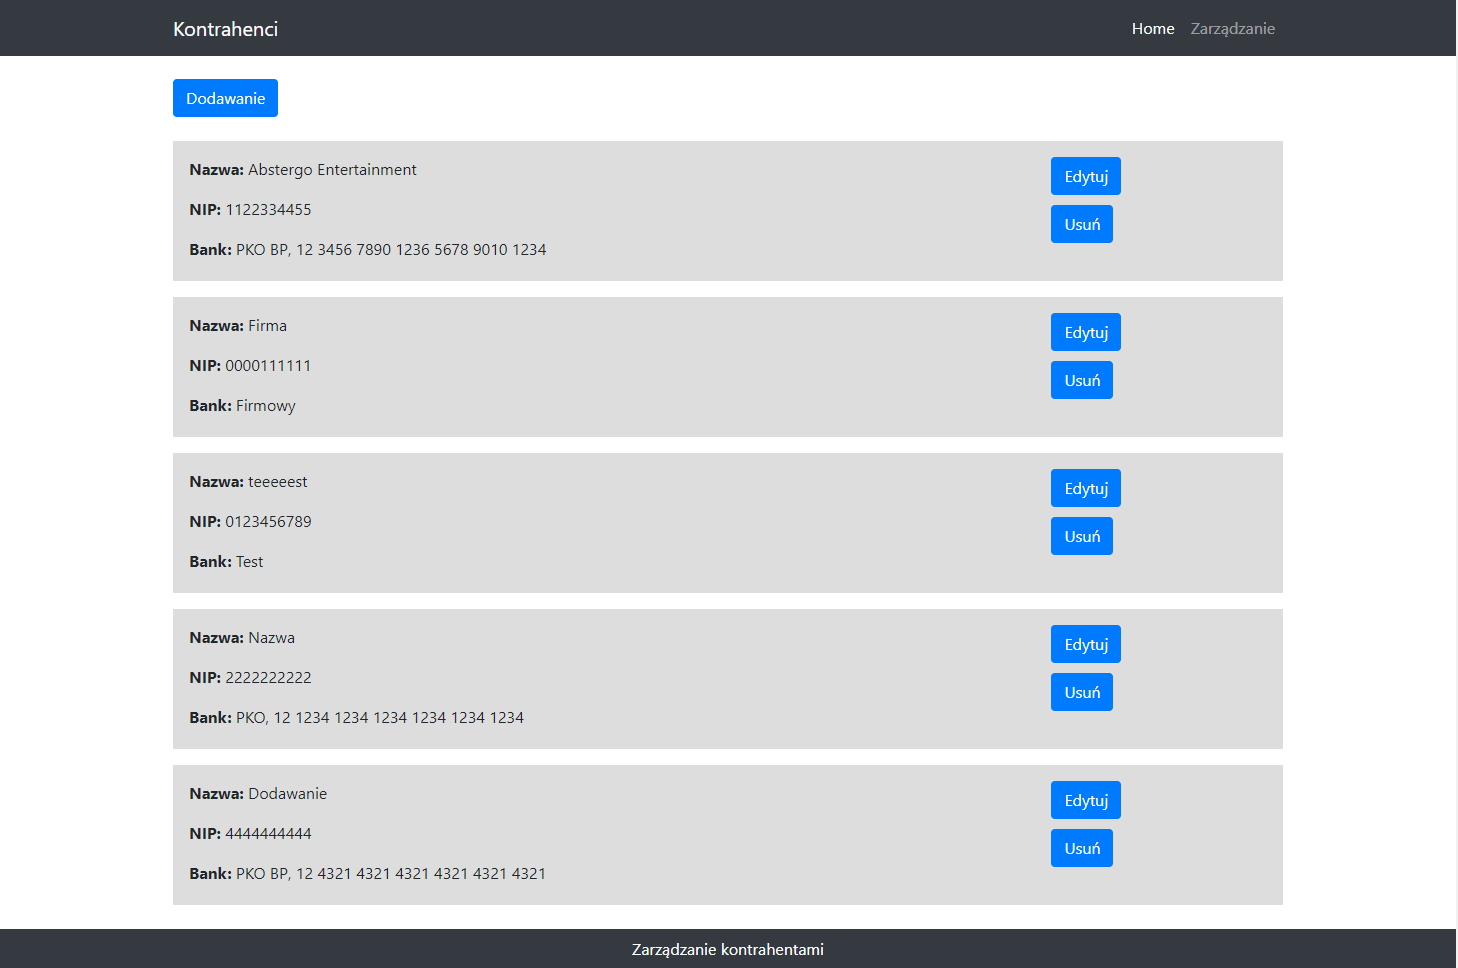 Kontrahenci
Home Zarządzanie
Dodawanie
Nazwa: Abstergo Entertainment
NIP: 1122334455
Bank: PKO BP, 12 3456 7890 1236 5678 9010 1234
Edytuj
Usuń
Nazwa: Firma
NIP: 0000111111
Bank: Firmowy
Edytuj
Usuń
Nazwa: teeeeest
NIP: 0123456789
Bank: Test
Edytuj
Usuń
Nazwa: Nazwa
NIP: 2222222222
Bank: PKO, 12 1234 1234 1234 1234 1234 1234
Edytuj
Usuń
Nazwa: Dodawanie
NIP: 4444444444
Bank: PKO BP, 12 4321 4321 4321 4321 4321 4321
Edytuj
Usuń
Zarządzanie kontrahentami